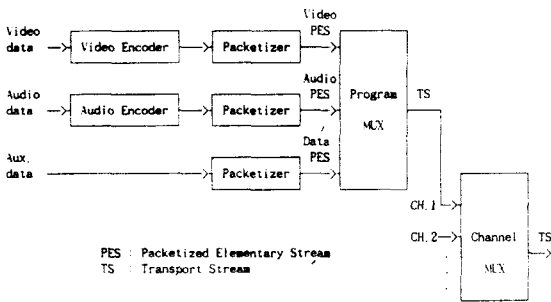 Video
data
Video Encoder
Packetizer
Video
PES
Audio
data
Audio Encoder
Packetizer
Audio
PES
Aux.
data
Packetizer
Data
PES
Program
MUX
TS
CH.1
CH.2
Channel
MUX
TS
PES : Packetized Elementary Stream
TS : Transport Stream